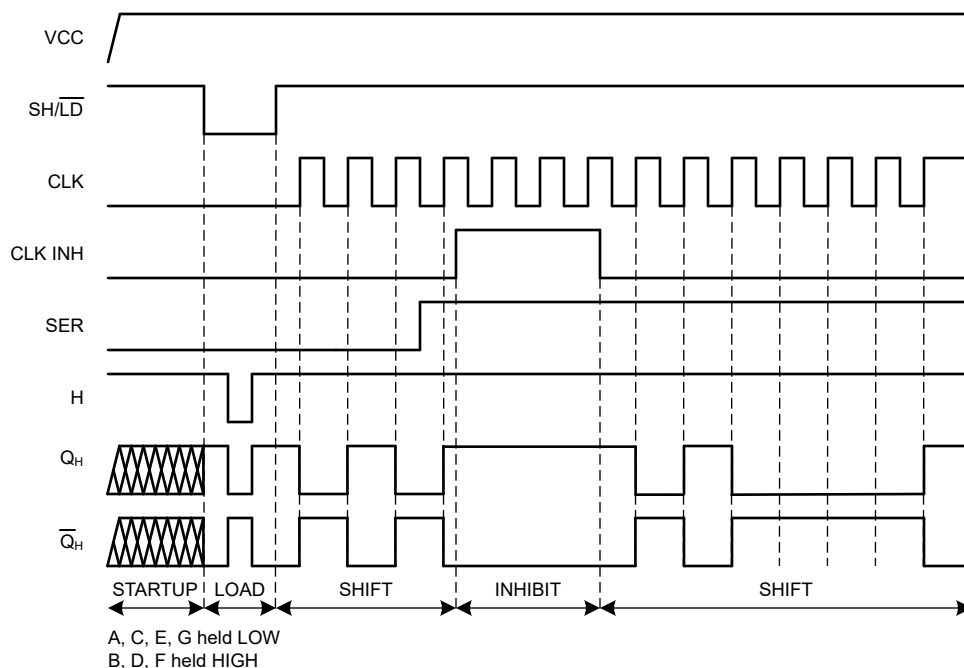 VCC
SH/LD
CLK
CLK INH
SER
H
QH
QH
STARTUP LOAD SHIFT INHIBIT SHIFT
A, C, E, G held LOW
B, D, F held HIGH